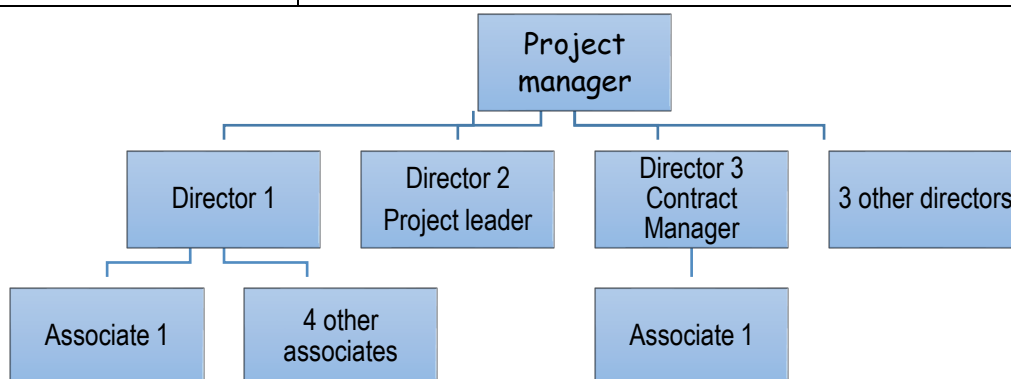 Project
manager
Director 1
Director 2
Project leader
Director 3
Contract
Manager
3 other directors
Associate 1
4 other
associates
Associate 1